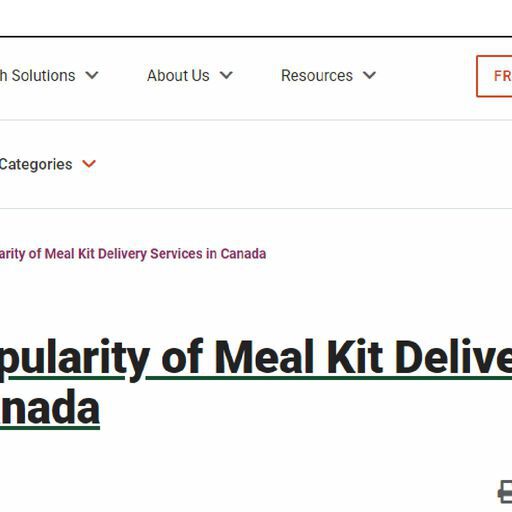 h Solutions About Us Resources FR
Categories
arity of Meal Kit Delivery Services in Canada
pularity of Meal Kit Delive
nada